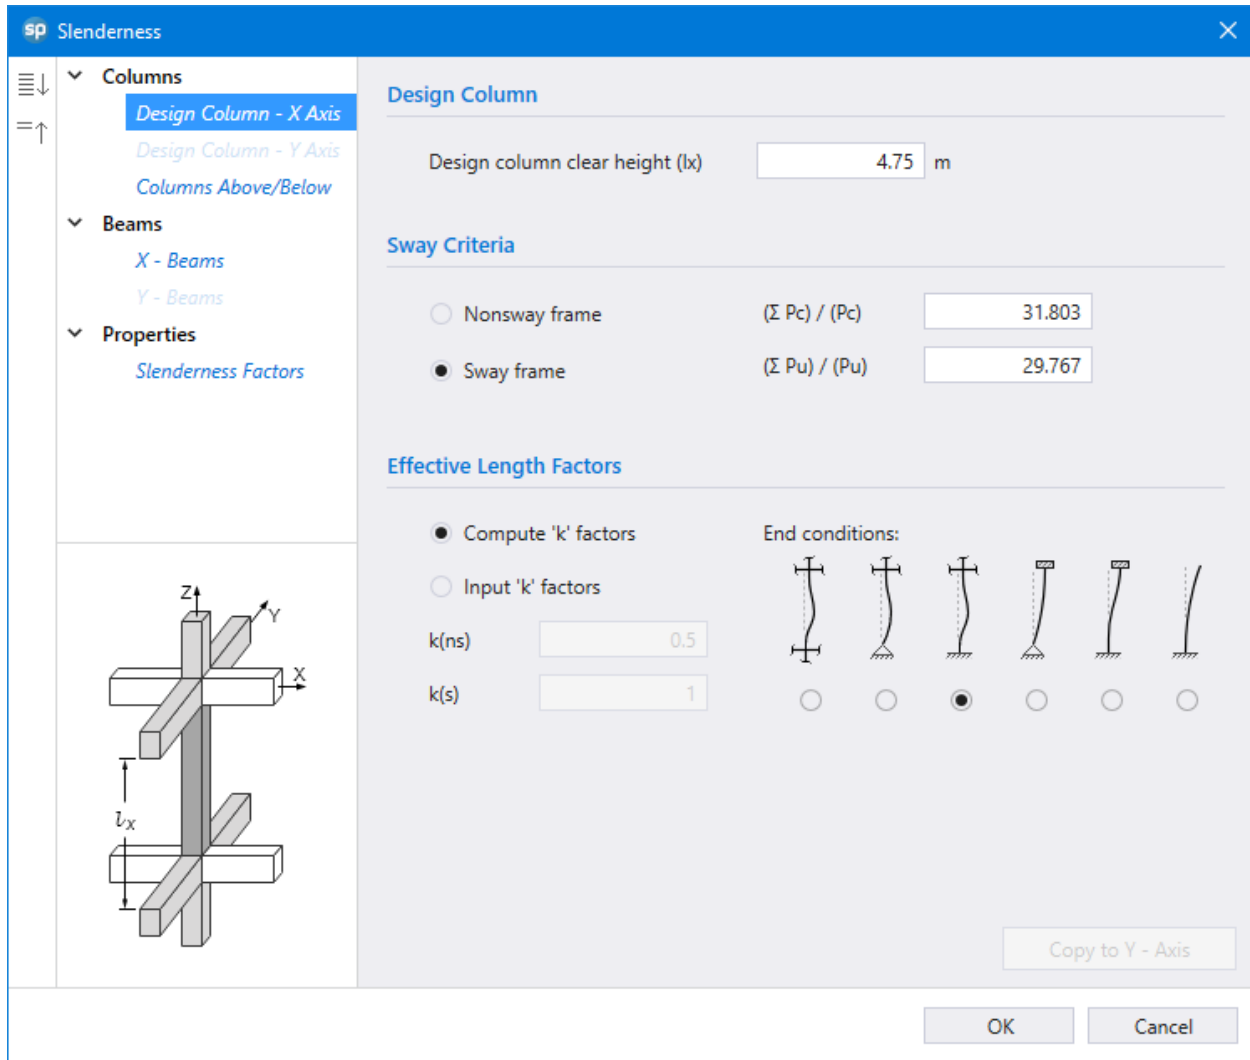 sp Slenderness
Columns
Design Column - X Axis
Design Column - Y Axis
Columns Above/Below
Beams
X - Beams
Y - Beams
Properties
Slenderness Factors
Z
Y
X
lx
Design Column
Design column clear height (lx) 4.75 m
Sway Criteria
Nonsway frame (Σ Pc) / (Pc) 31.803
Sway frame (Σ Pu) / (Pu) 29.767
Effective Length Factors
Compute 'k' factors End conditions:
Input 'k' factors
k(ns) 0.5
k(s) 1
Copy to Y - Axis
OK Cancel